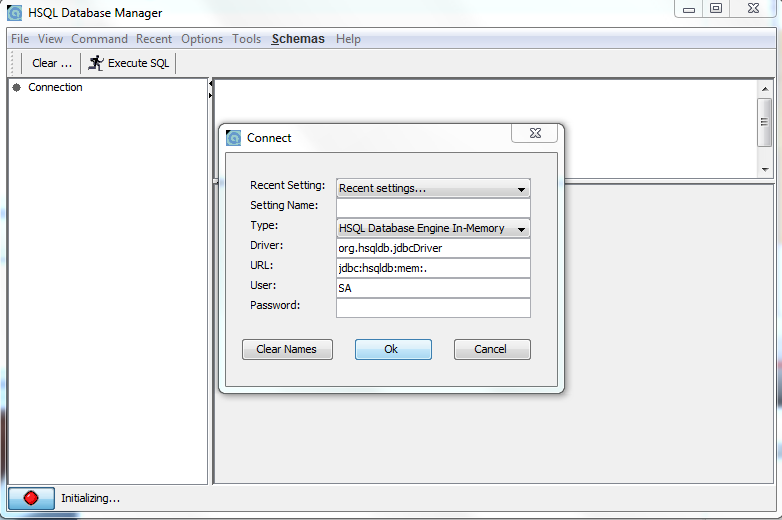 HSQL Database Manager
File View Command Recent Options Tools Schemas Help
Clear ... Execute SQL
Connection
Connect
Recent Setting: Recent settings...
Setting Name:
Type: HSQL Database Engine In-Memory
Driver: org.hsqldb.jdbcDriver
URL: jdbc:hsqldb:mem:.
User: SA
Password:
Clear Names Ok Cancel
Initializing...